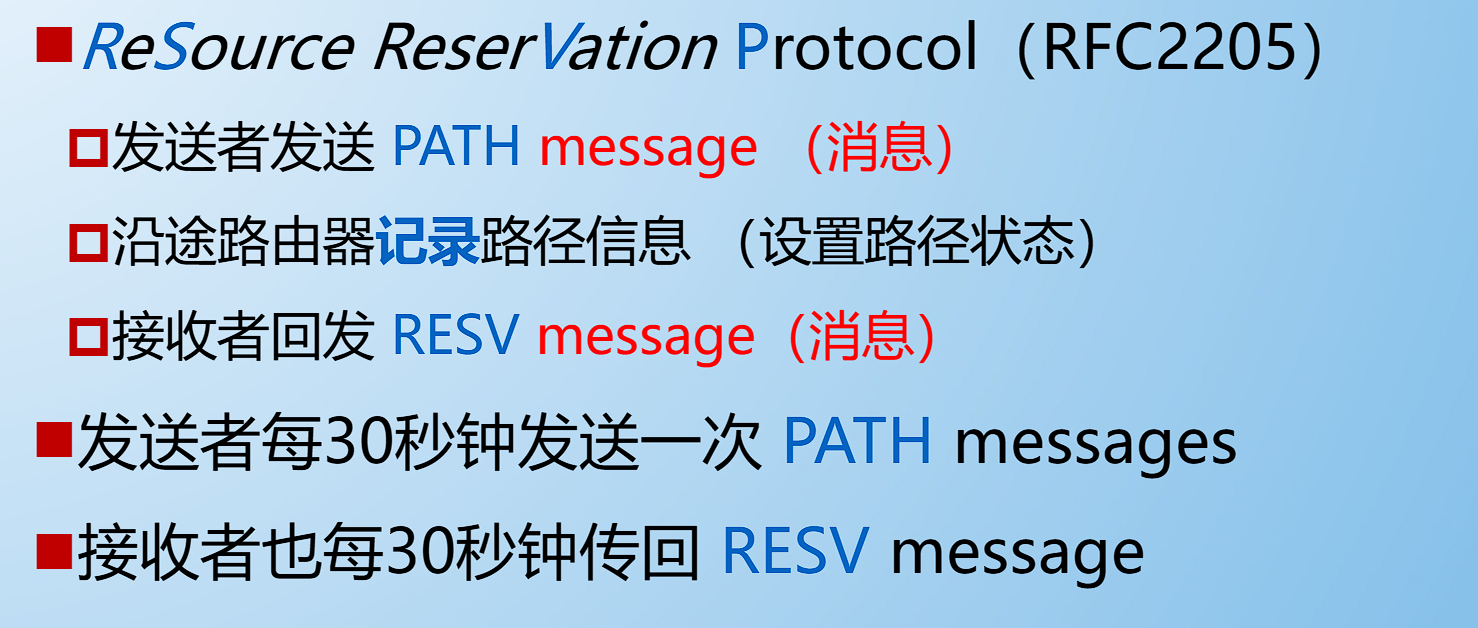 ReSource ReserVation Protocol（RFC2205）
发送者发送 PATH message （消息）
沿途路由器记录路径信息 （设置路径状态）
接收者回发 RESV message（消息）
发送者每30秒钟发送一次 PATH messages
接收者也每30秒钟传回 RESV message